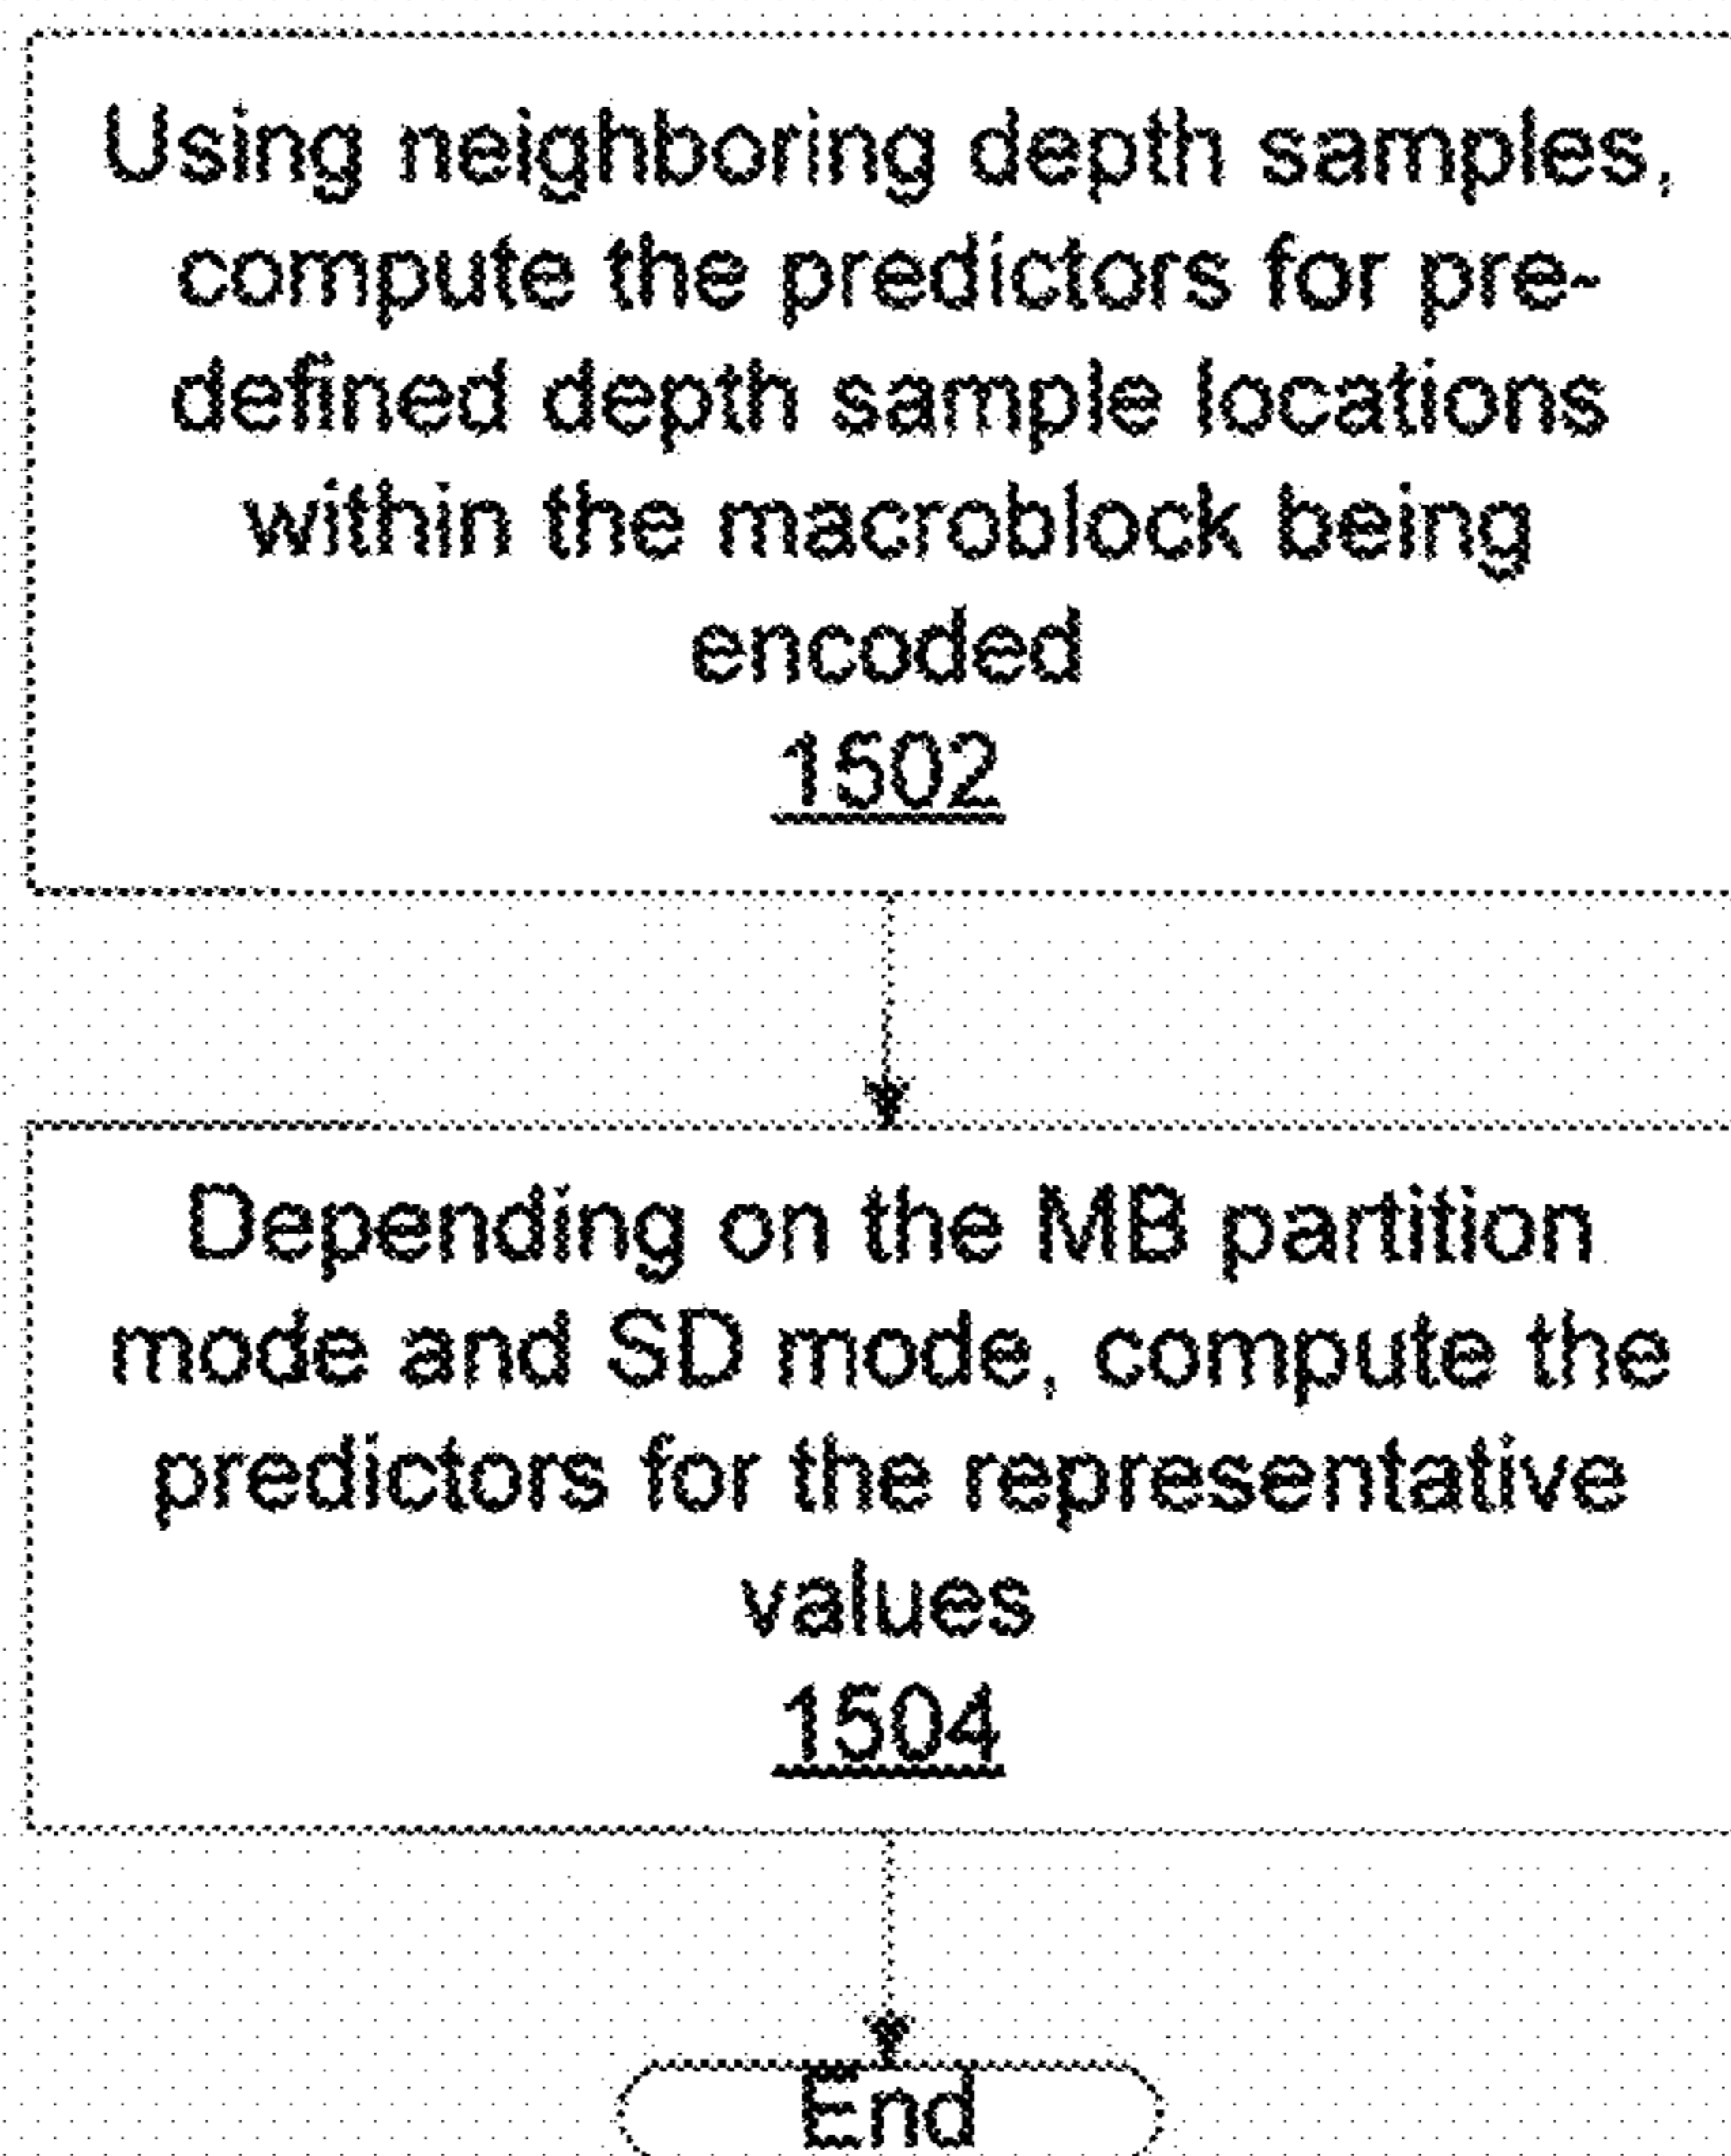 Using neighboring depth samples,
compute the predictors for pre-
defined depth sample locations
within the macroblock being
encoded
1502
Depending on the MB partition
mode and SD mode, compute the
predictors for the representative
values
1504
End